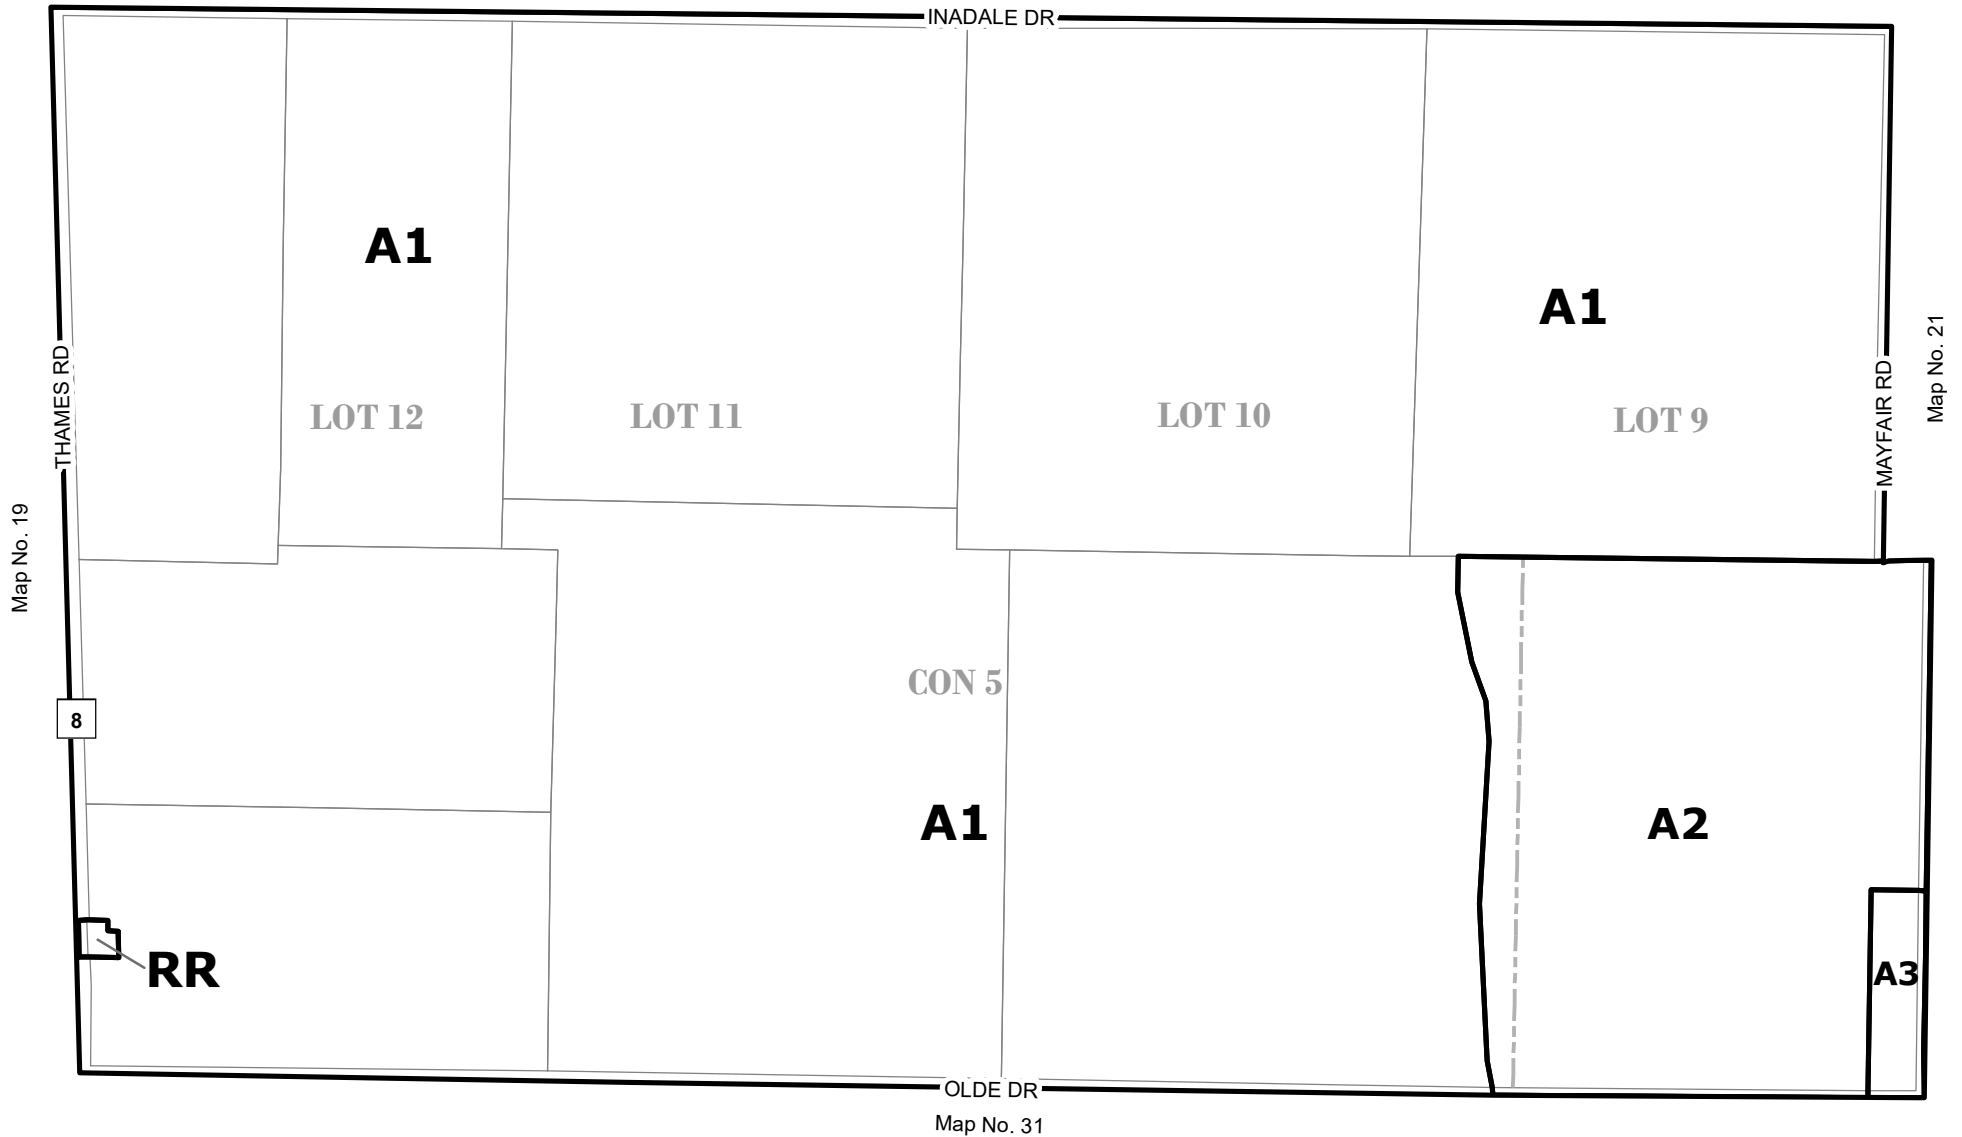 INADALE DR
A1
A1
Map No. 21
THAMES RD
MAYFAIR RD
LOT 12
LOT 11
LOT 10
LOT 9
Map No. 19
CON 5
8
A1
A2
RR
A3
OLDE DR
Map No. 31